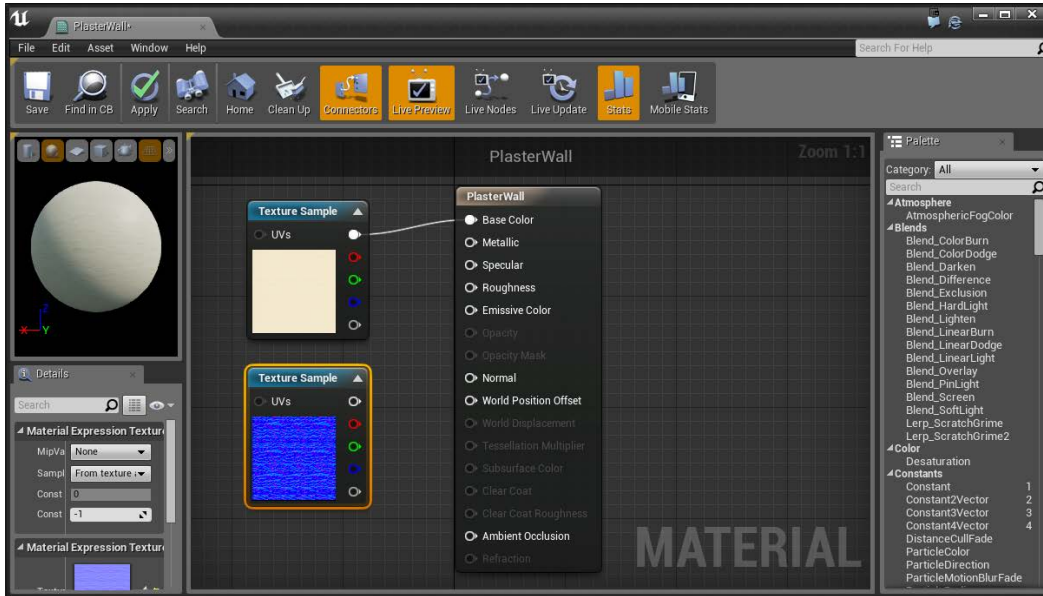 PlasterWall*
File Edit Asset Window Help
Search For Help
Save Find in CB Apply Search Home Clean Up Connectors Live Preview Live Nodes Live Update Stats Mobile Stats
PlasterWall
Zoom 1:1
Z
X Y
Texture Sample
UVs
Texture Sample
UVs
PlasterWall
Base Color
Metallic
Specular
Roughness
Emissive Color
Opacity
Opacity Mask
Normal
World Position Offset
World Displacement
Tessellation Multiplier
Subsurface Color
Clear Coat
Clear Coat Roughness
Ambient Occlusion
Refraction
MATERIAL
Details
Search
Material Expression Textur
MipVa None
Sampl From texture a
Const 0
Const -1
Material Expression Textur
Palette
Category: All
Search
Atmosphere
AtmosphericFogColor
Blends
Blend_ColorBurn
Blend_ColorDodge
Blend_Darken
Blend_Difference
Blend_Exclusion
Blend_HardLight
Blend_Lighten
Blend_LinearBurn
Blend_LinearDodge
Blend_LinearLight
Blend_Overlay
Blend_PinLight
Blend_Screen
Blend_SoftLight
Lerp_ScratchGrime
Lerp_ScratchGrime2
Color
Desaturation
Constants
Constant 1
Constant2Vector 2
Constant3Vector 3
Constant4Vector 4
DistanceCullFade
ParticleColor
ParticleDirection
ParticleMotionBlurFade